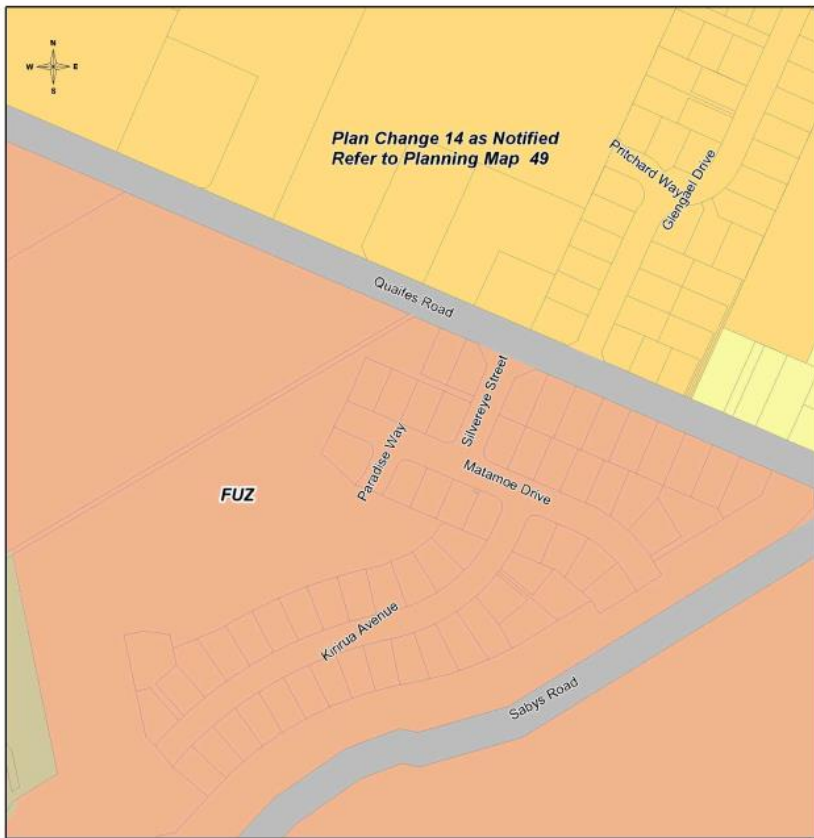 N
W E
S
Plan Change 14 as Notified
Refer to Planning Map 49
Pritchard Way
Glengael Drive
Quaifes Road
Silvereye Street
Paradise Way
Matamoe Drive
FUZ
Kirirua Avenue
Sabys Road